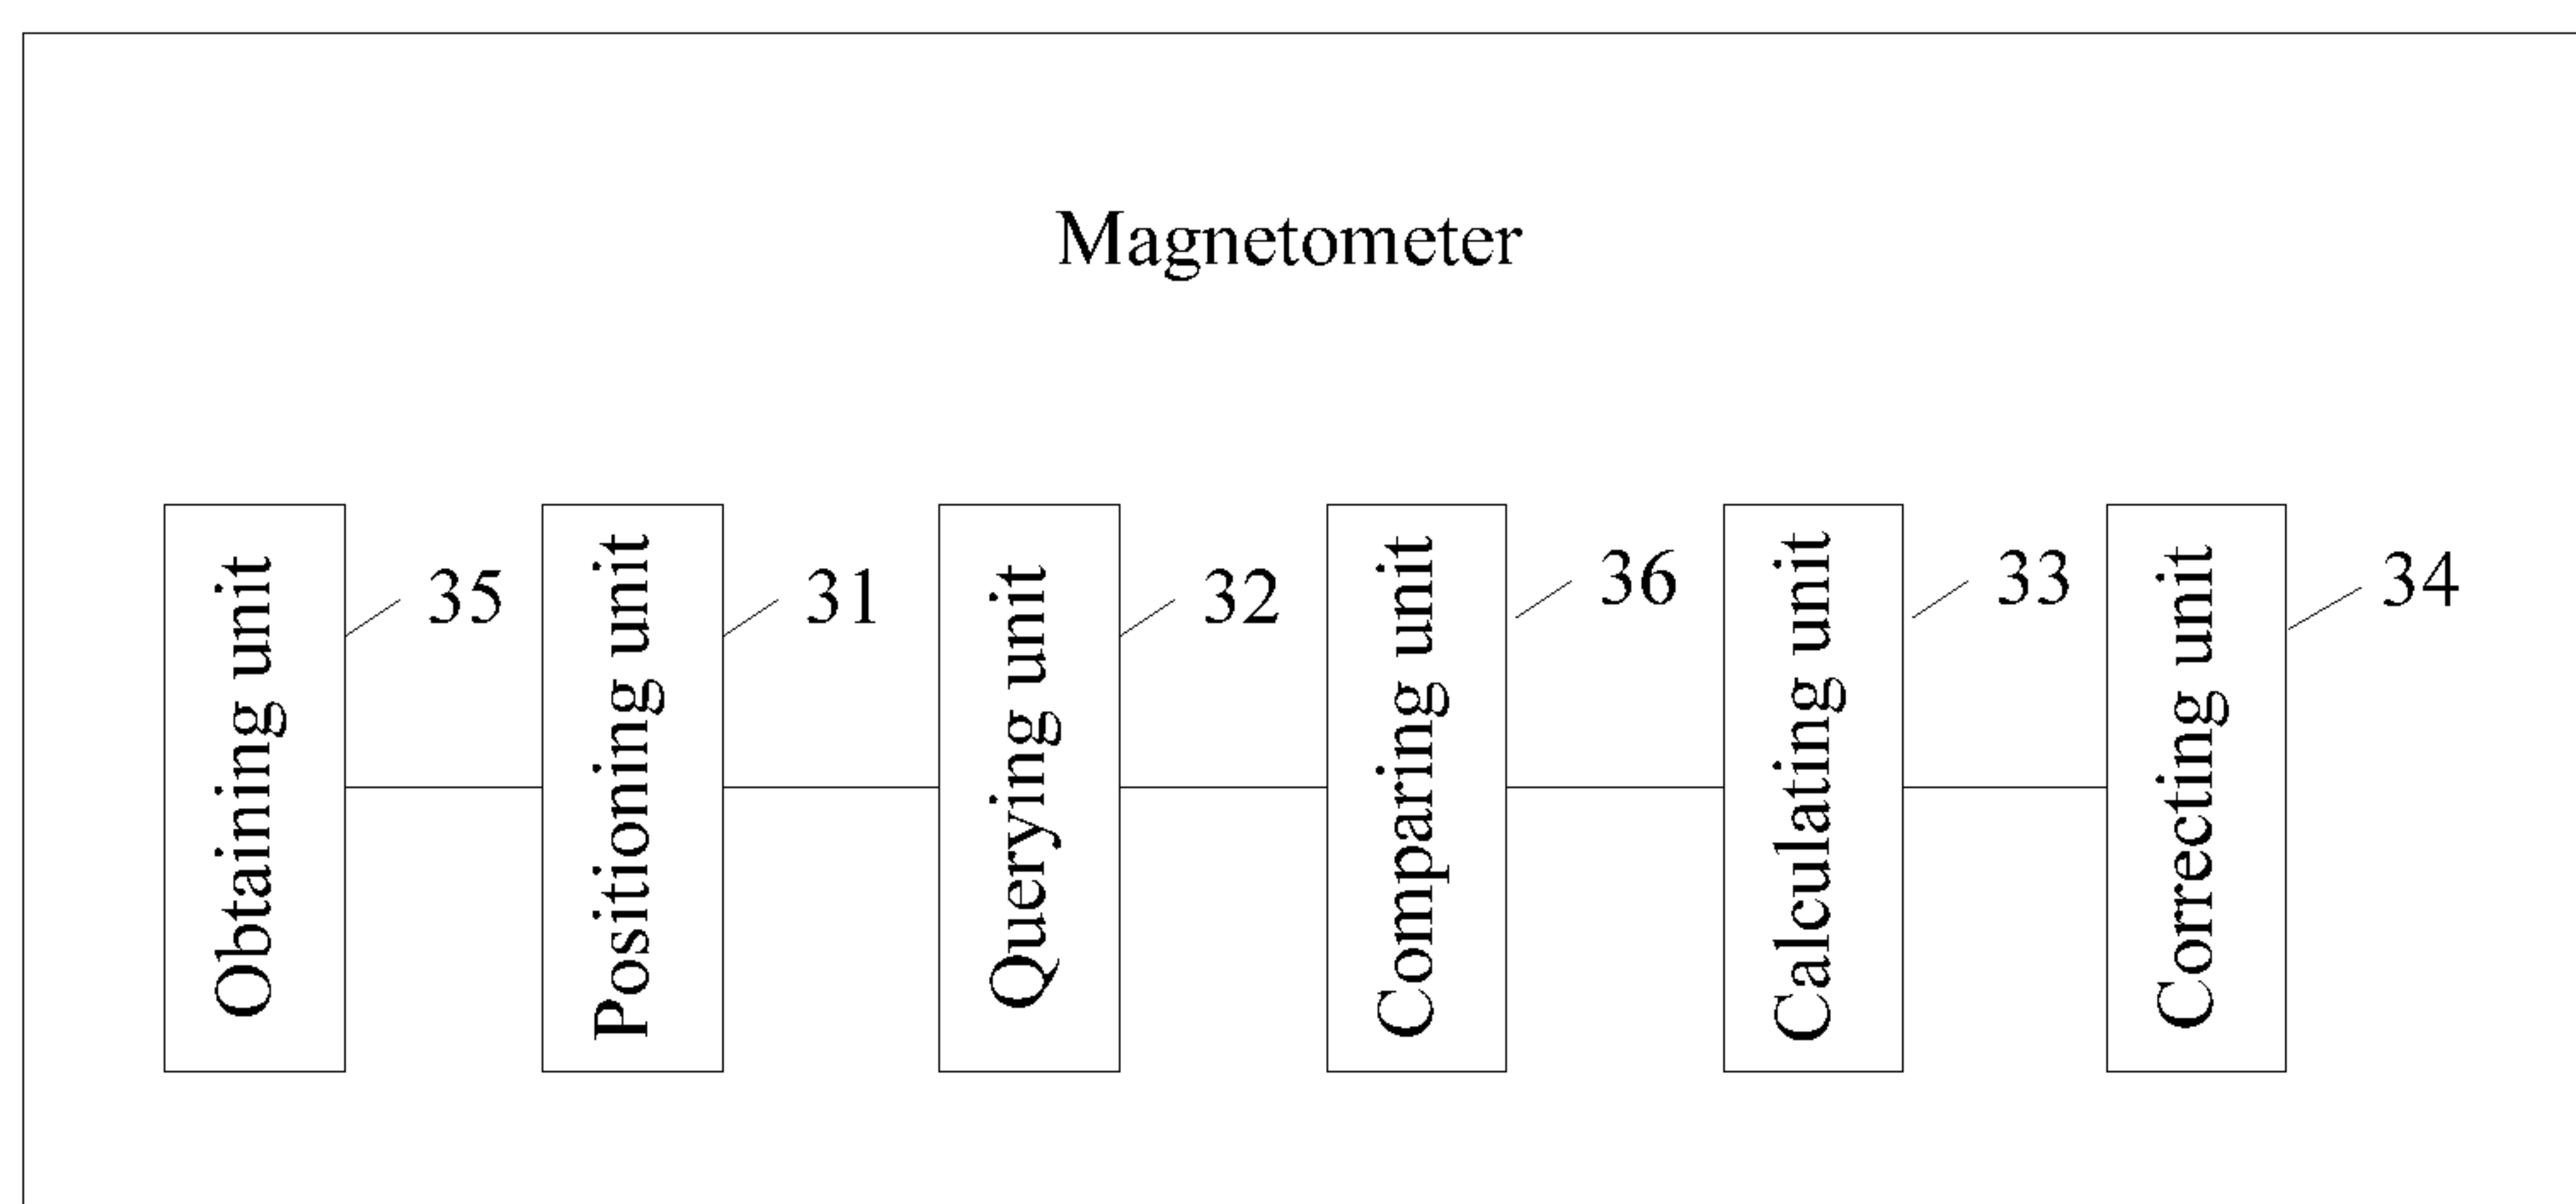 Magnetometer
Obtaining unit
35
Positioning unit
31
Querying unit
32
Comparing unit
36
Calculating unit
33
Correcting unit
34